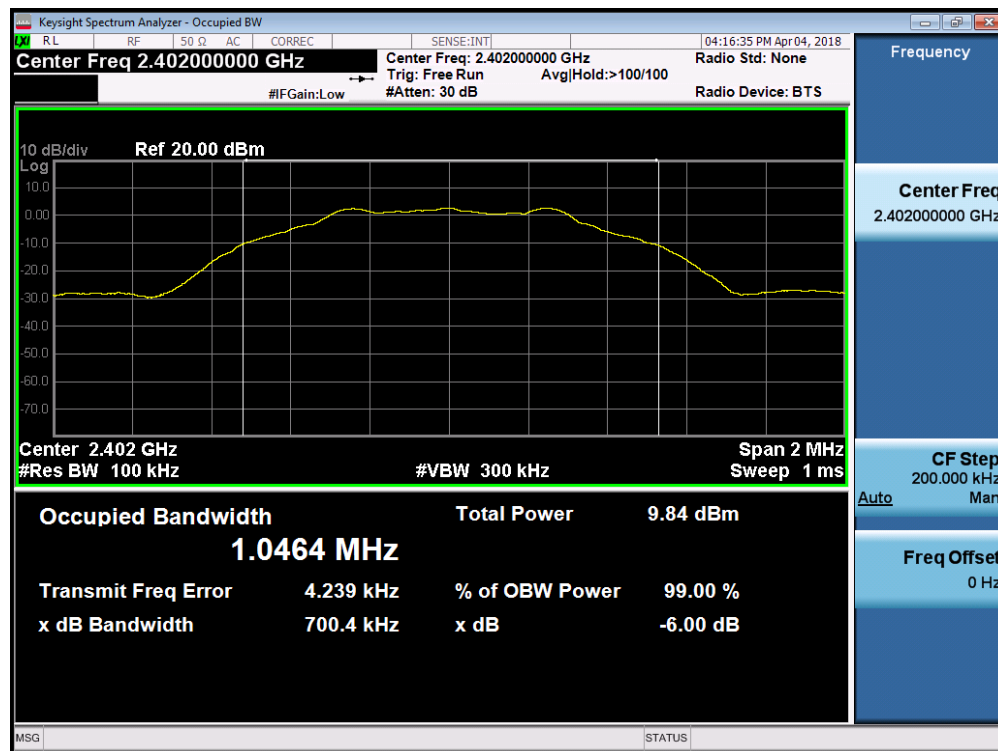 Keysight Spectrum Analyzer - Occupied BW
LXI RL RF 50 Ω AC CORREC SENSE:INT 04:16:35 PM Apr 04, 2018
Center Freq 2.402000000 GHz
Center Freq: 2.402000000 GHz Radio Std: None
Trig: Free Run Avg|Hold:>100/100
#IFGain:Low #Atten: 30 dB Radio Device: BTS
10 dB/div Ref 20.00 dBm
Log
10.0
0.00
-10.0
-20.0
-30.0
-40.0
-50.0
-60.0
-70.0
Center 2.402 GHz Span 2 MHz
#Res BW 100 kHz #VBW 300 kHz Sweep 1 ms
Occupied Bandwidth Total Power 9.84 dBm
1.0464 MHz
Transmit Freq Error 4.239 kHz % of OBW Power 99.00 %
x dB Bandwidth 700.4 kHz x dB -6.00 dB
MSG STATUS
Frequency
Center Freq
2.402000000 GHz
CF Step
200.000 kHz
Auto Man
Freq Offset
0 Hz